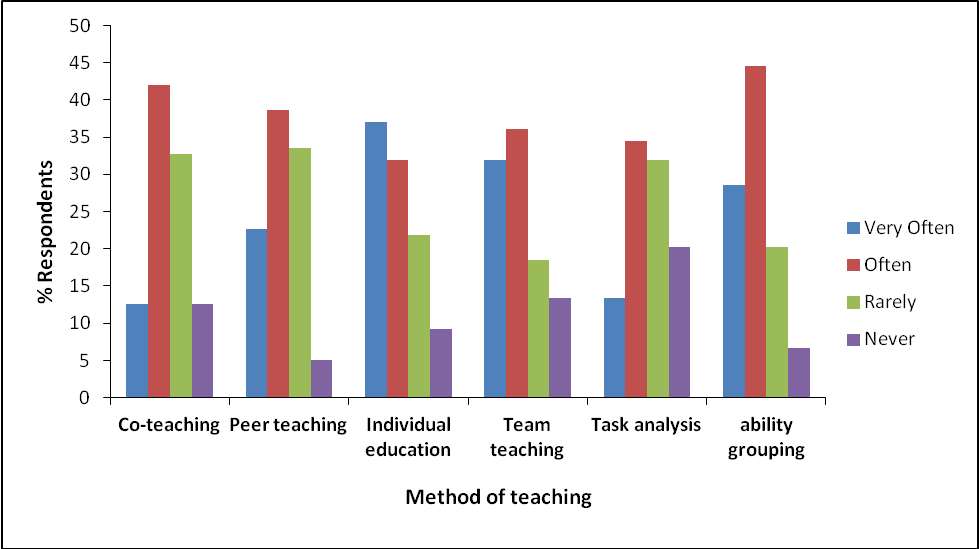 50
45
40
35
30
25
20
15
10
5
0
% Respondents
Co-teaching Peer teaching Individual education Team teaching Task analysis ability grouping
Method of teaching
Very Often
Often
Rarely
Never